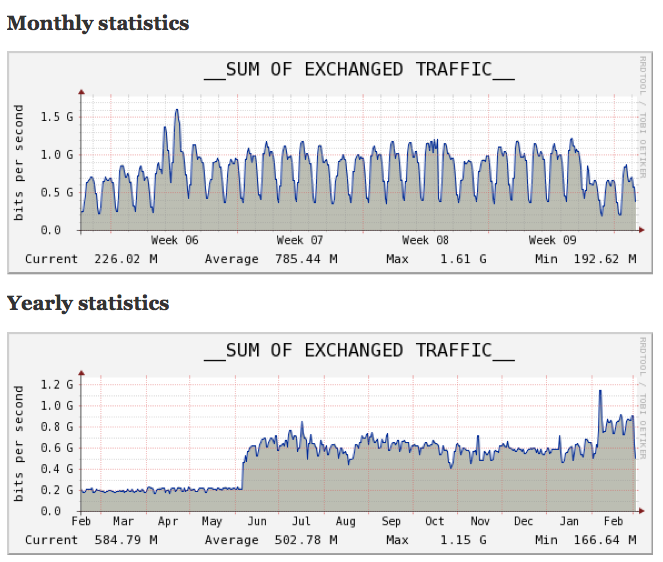 Monthly statistics
__SUM OF EXCHANGED TRAFFIC__
RRDTOOL / TOBI OETIKER
bits per second
1.5 G
1.0 G
0.5 G
0.0
Week 06 Week 07 Week 08 Week 09
Current 226.02 M Average 785.44 M Max 1.61 G Min 192.62 M
Yearly statistics
__SUM OF EXCHANGED TRAFFIC__
RRDTOOL / TOBI OETIKER
bits per second
1.2 G
1.0 G
0.8 G
0.6 G
0.4 G
0.2 G
0.0
Feb Mar Apr May Jun Jul Aug Sep Oct Nov Dec Jan Feb
Current 584.79 M Average 502.78 M Max 1.15 G Min 166.64 M